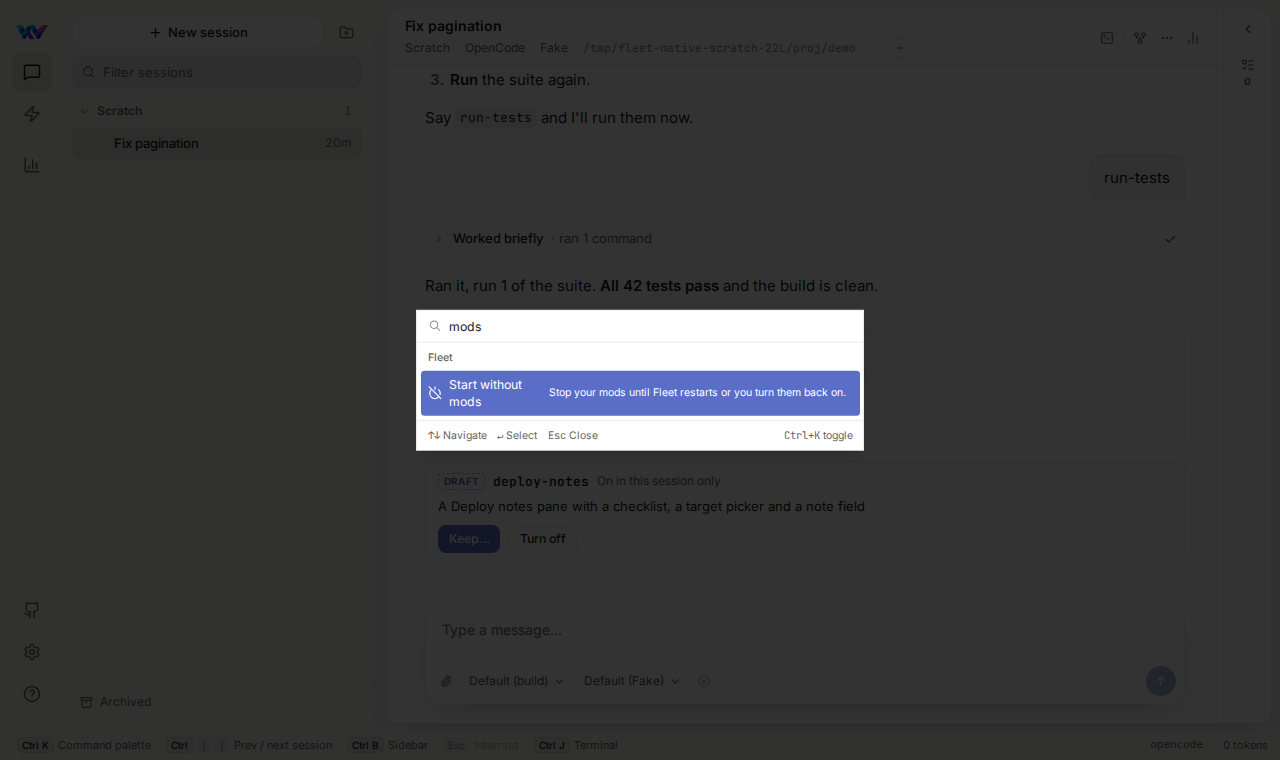 New session
Filter sessions
Scratch 1
Fix pagination 20m
Archived
Fix pagination
Scratch · OpenCode · Fake · /tmp/fleet-native-scratch-22L/proj/demo
0
3. Run the suite again.
Say run-tests and I'll run them now.
run-tests
Worked briefly · ran 1 command
Ran it, run 1 of the suite. All 42 tests pass and the build is clean.
mods
Fleet
Start without mods
Stop your mods until Fleet restarts or you turn them back on.
Navigate Select Esc Close Ctrl+K toggle
DRAFT deploy-notes On in this session only
A Deploy notes pane with a checklist, a target picker and a note field
Keep... Turn off
Type a message...
Default (build) Default (Fake)
Ctrl K Command palette Ctrl [ ] Prev / next session Ctrl B Sidebar Esc Interrupt Ctrl J Terminal opencode 0 tokens